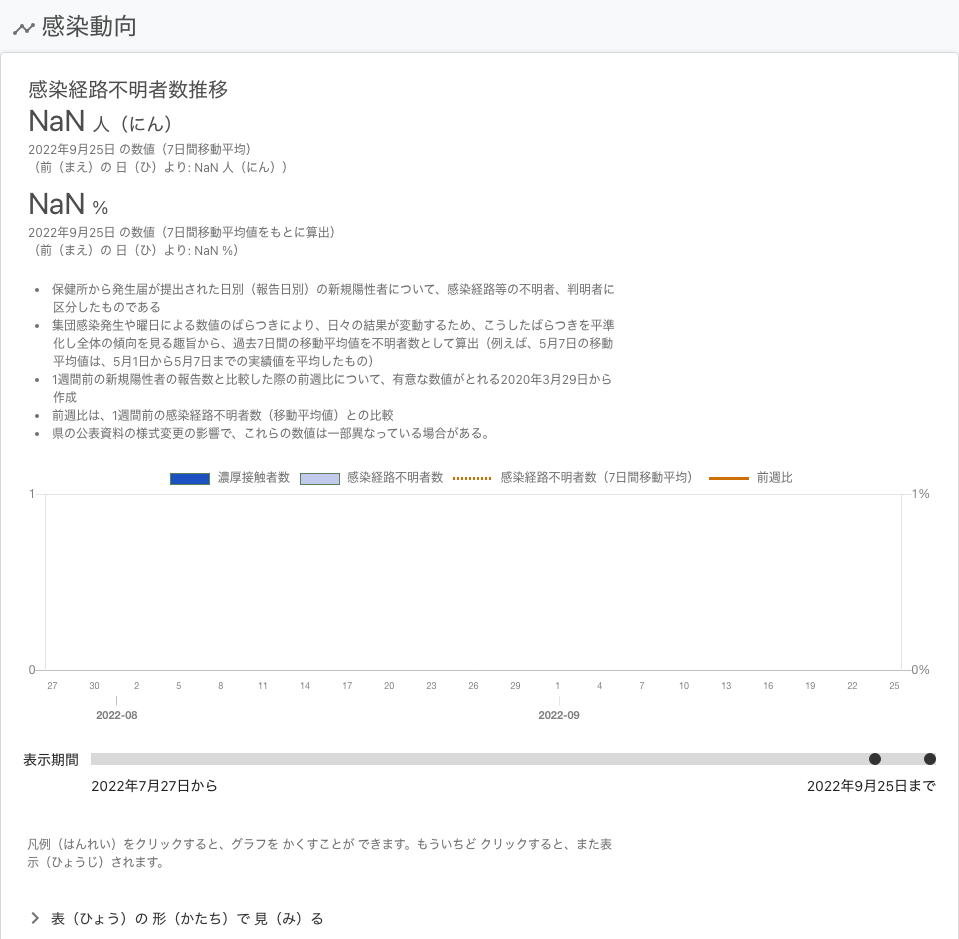 感染動向
感染経路不明者数推移
NaN 人（にん）
2022年9月25日 の数値（7日間移動平均）
（前（まえ）の 日（ひ）より: NaN 人（にん））
NaN %
2022年9月25日 の数値（7日間移動平均値をもとに算出）
（前（まえ）の 日（ひ）より: NaN %）
• 保健所から発生届が提出された日別（報告日別）の新規陽性者について、感染経路等の不明者、判明者に
区分したものである
• 集団感染発生や曜日による数値のばらつきにより、日々の結果が変動するため、こうしたばらつきを平準
化し全体の傾向を見る趣旨から、過去7日間の移動平均値を不明者数として算出（例えば、5月7日の移動
平均値は、5月1日から5月7日までの実績値を平均したもの）
• 1週間前の新規陽性者の報告数と比較した際の前週比について、有意な数値がとれる2020年3月29日から
作成
• 前週比は、1週間前の感染経路不明者数（移動平均値）との比較
• 県の公表資料の様式変更の影響で、これらの数値は一部異なっている場合がある。
濃厚接触者数 感染経路不明者数 感染経路不明者数（7日間移動平均） 前週比
1 1%
0 0%
27 30 2 5 8 11 14 17 20 23 26 29 1 4 7 10 13 16 19 22 25
2022-08 2022-09
表示期間
2022年7月27日から 2022年9月25日まで
凡例（はんれい）をクリックすると、グラフを かくすことが できます。もういちど クリックすると、また表
示（ひょうじ）されます。
表（ひょう）の 形（かたち）で 見（み）る